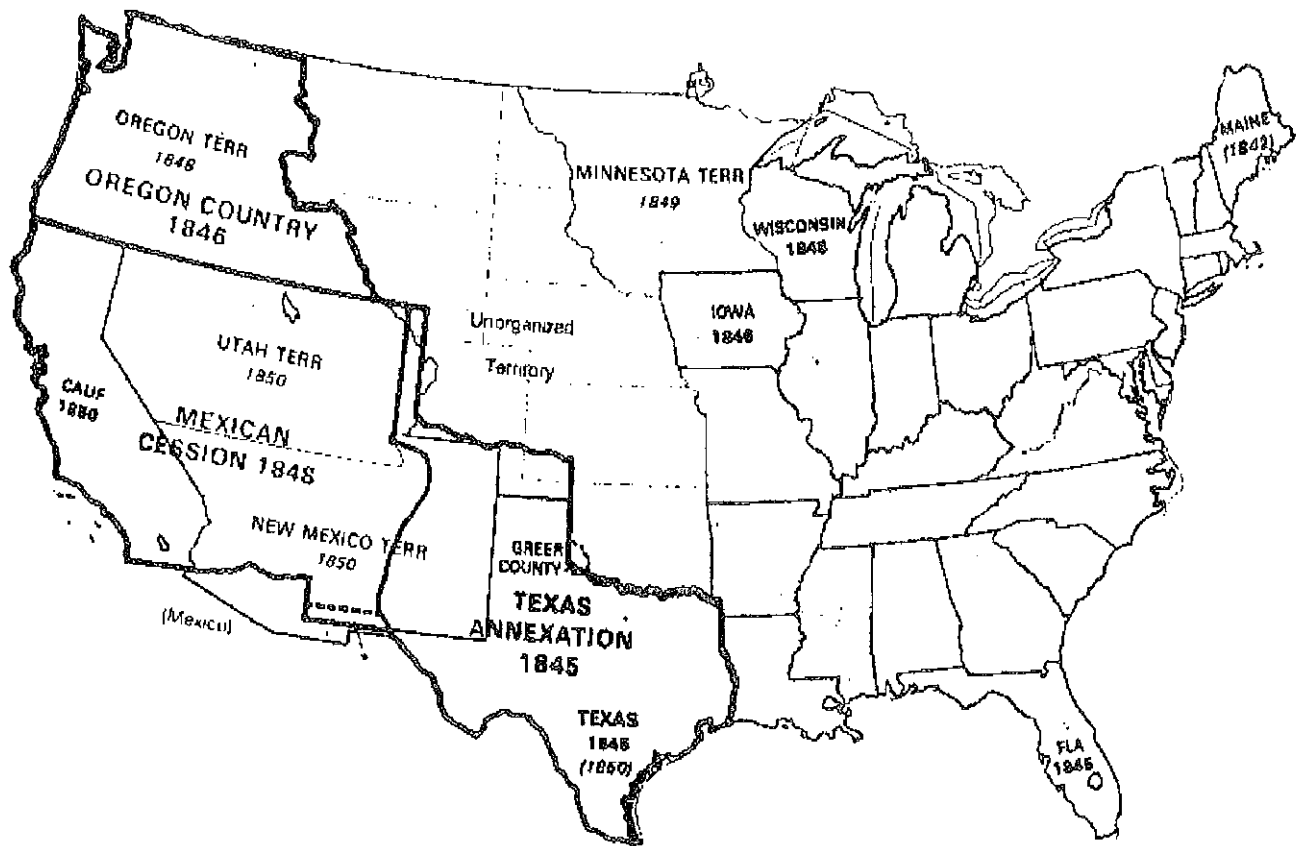 OREGON TERR
1848
OREGON COUNTRY
1846
MINNESOTA TERR
1849
WISCONSIN
1848
MAINE
(1842)
IOWA
1846
Unorganized
Territory
UTAH TERR
1850
CALIF
1850
MEXICAN
CESSION 1848
NEW MEXICO TERR
1850
(Mexico)
GREER
COUNTY
TEXAS
ANNEXATION
1845
TEXAS
1845
(1850)
FLA
1845